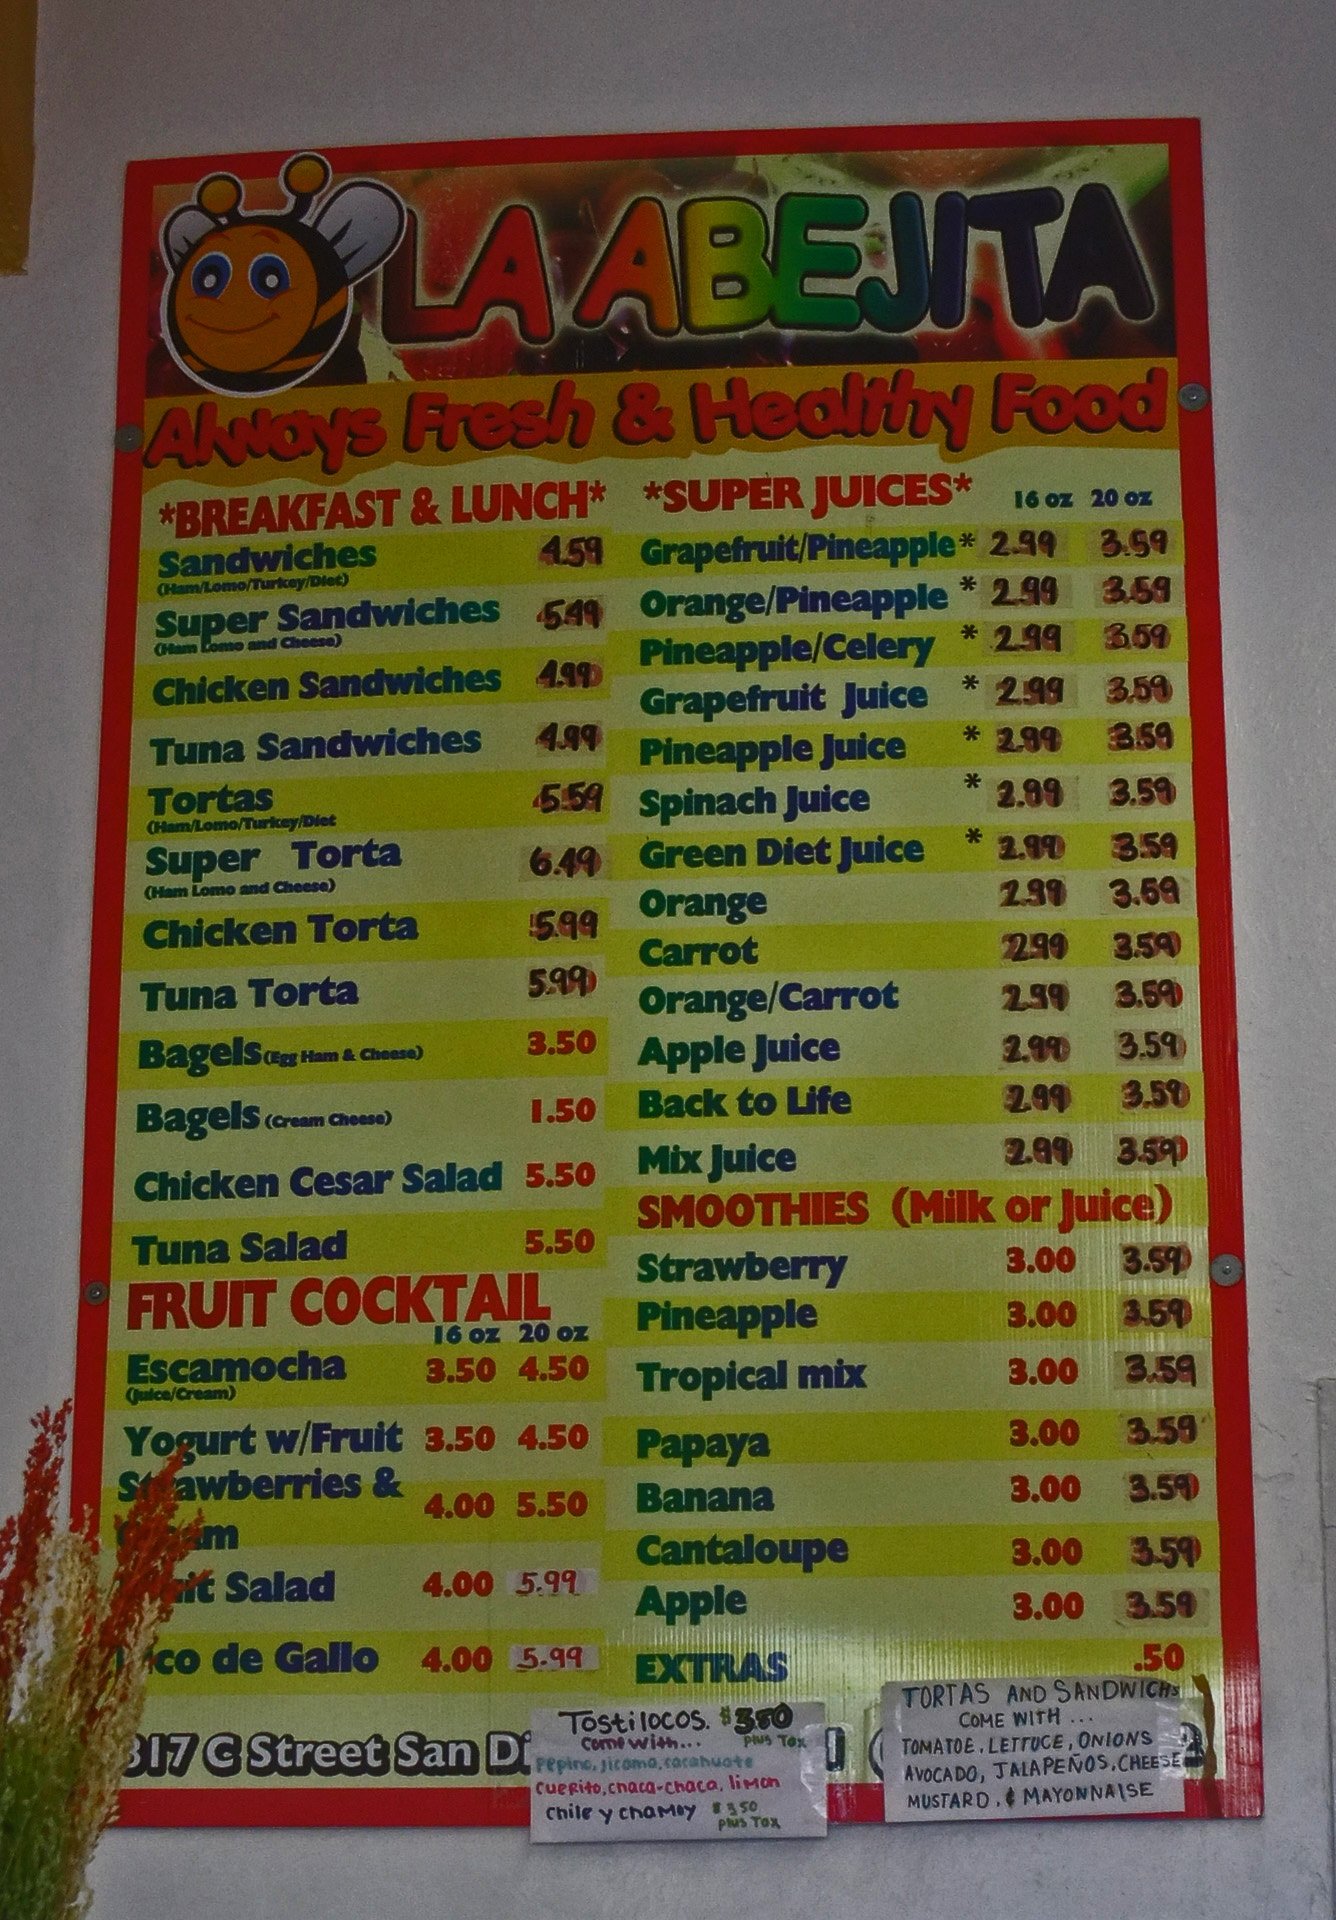 LA ABEJITA
Always Fresh & Healthy Food
*BREAKFAST & LUNCH*
Sandwiches 4.59
(Ham/Lomo/Turkey/Diet)
Super Sandwiches 5.49
(Ham Lomo and Cheese)
Chicken Sandwiches 4.99
Tuna Sandwiches 4.99
Tortas 5.59
(Ham/Lomo/Turkey/Diet
Super Torta 6.49
(Ham Lomo and Cheese)
Chicken Torta 5.99
Tuna Torta 5.99
Bagels (Egg Ham & Cheese) 3.50
Bagels (Cream Cheese) 1.50
Chicken Cesar Salad 5.50
Tuna Salad 5.50
FRUIT COCKTAIL
16 oz 20 oz
Escamocha 3.50 4.50
(Juice/Cream)
Yogurt w/Fruit 3.50 4.50
Strawberries &
4.00 5.50
Salad 4.00 5.99
de Gallo 4.00 5.99
*SUPER JUICES* 16 oz 20 oz
Grapefruit/Pineapple* 2.99 3.59
Orange/Pineapple * 2.99 3.59
Pineapple/Celery * 2.99 3.59
Grapefruit Juice * 2.99 3.59
Pineapple Juice * 2.99 3.59
Spinach Juice * 2.99 3.59
Green Diet Juice * 2.99 3.59
Orange 2.99 3.59
Carrot 2.99 3.59
Orange/Carrot 2.99 3.59
Apple Juice 2.99 3.59
Back to Life 2.99 3.59
Mix Juice 2.99 3.59
SMOOTHIES (Milk or Juice)
Strawberry 3.00 3.59
Pineapple 3.00 3.59
Tropical mix 3.00 3.59
Papaya 3.00 3.59
Banana 3.00 3.59
Cantaloupe 3.00 3.59
Apple 3.00 3.59
EXTRAS .50
317 C Street San Di
TOSTILOCOS. $3.50
come with... plus Tax
Pepino, jicama, cacahuate
cuerito, chaca-chaca, limon
chile y chamoy $3.50
plus Tax
TORTAS AND SANDWICHS
COME WITH ...
TOMATOE, LETTUCE, ONIONS
AVOCADO, JALAPEÑOS, CHEESE
MUSTARD, & MAYONNAISE